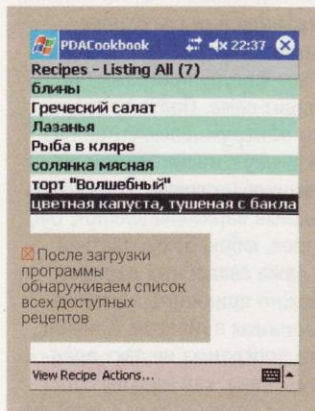 PDACookbook 22:37
Recipes - Listing All (7)
блины
Греческий салат
Лазанья
Рыба в кляре
солянка мясная
торт "Волшебный"
цветная капуста, тушеная с бакла
После загрузки
программы
обнаруживаем список
всех доступных
рецептов
View Recipe Actions...